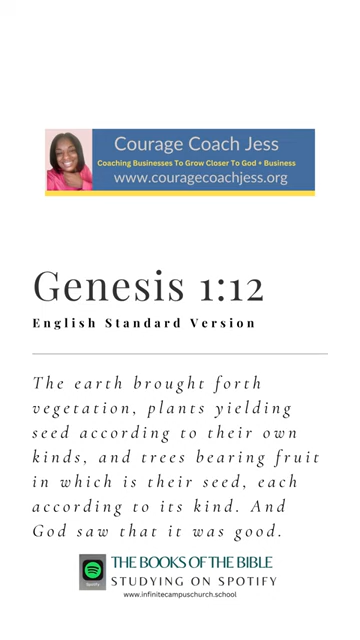 Courage Coach Jess
Coaching Businesses To Grow Closer To God + Business
www.couragecoachjess.org
Genesis 1:12
English Standard Version
The earth brought forth
vegetation, plants yielding
seed according to their own
kinds, and trees bearing fruit
in which is their seed, each
according to its kind. And
God saw that it was good.
Spotify
THE BOOKS OF THE BIBLE
STUDYING ON SPOTIFY
www.infinitecampuschurch.school